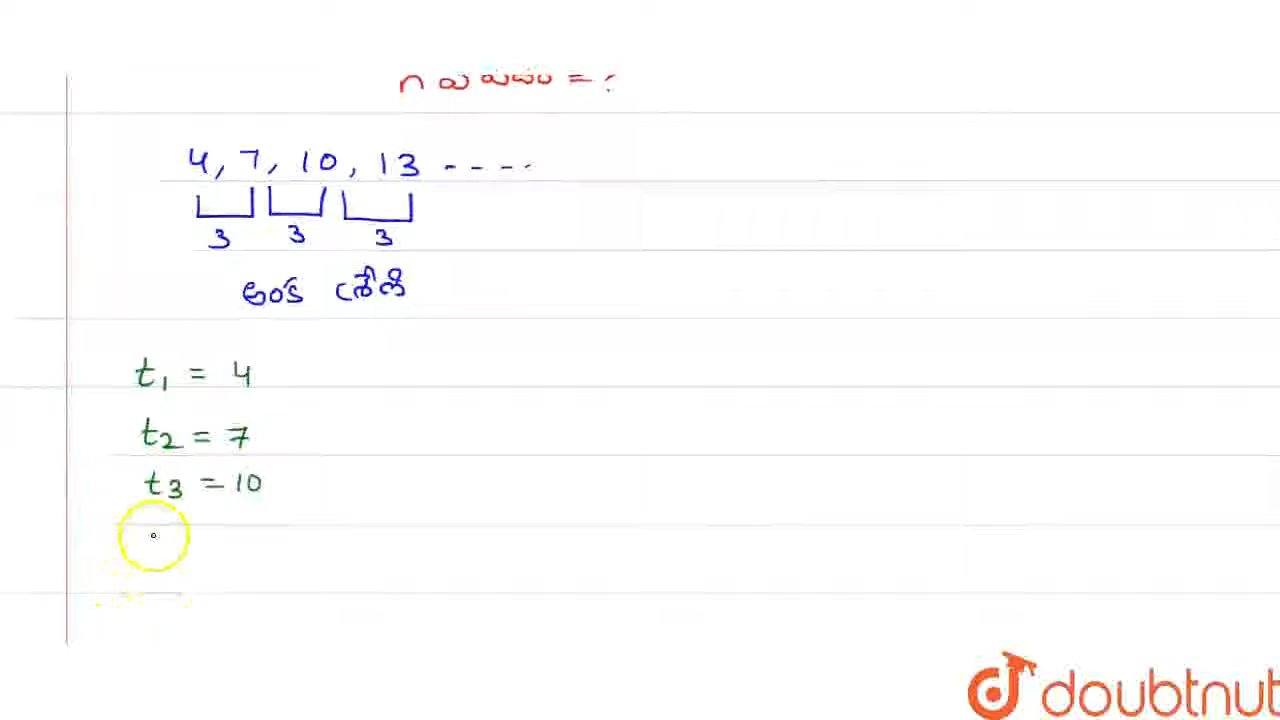 4, 7, 10, 13 - - - -
3 3 3
అంక శ్రేఢి
t1 = 4
t2 = 7
t3 = 10
doubtnut